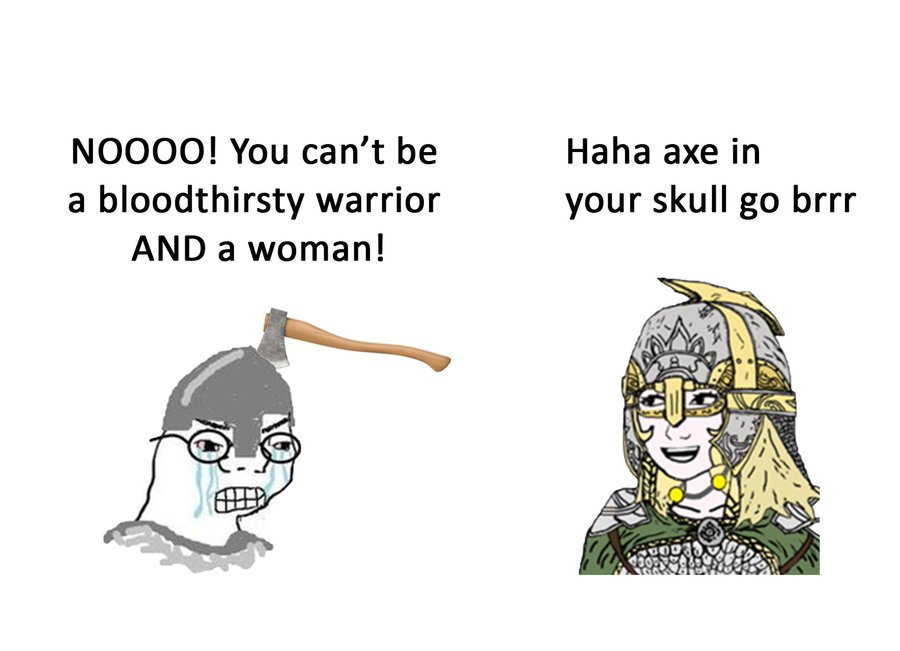 NOOOO! You can’t be
a bloodthirsty warrior
AND a woman!
Haha axe in
your skull go brrr